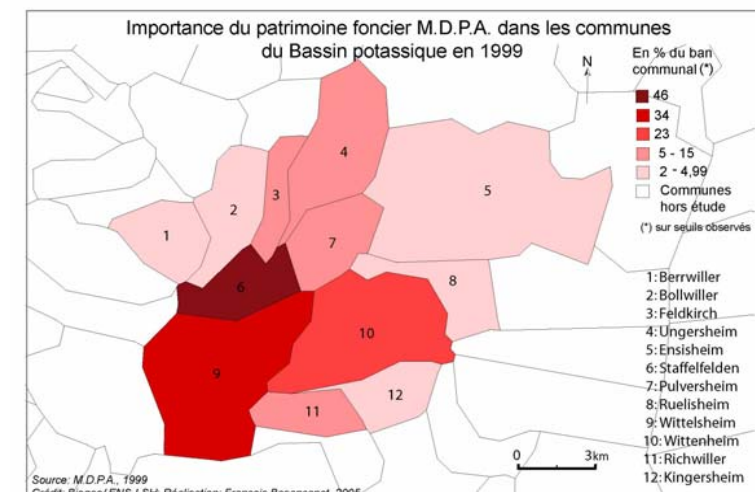 Importance du patrimoine foncier M.D.P.A. dans les communes
du Bassin potassique en 1999
En % du ban
communal (*)
46
34
23
5 - 15
2 - 4,99
Communes
hors étude
(*) sur seuils observés
N
1
2
3
4
5
6
7
8
9
10
11
12
1: Berrwiller
2: Bollwiller
3: Feldkirch
4: Ungersheim
5: Ensisheim
6: Staffelfelden
7: Pulversheim
8: Ruelisheim
9: Wittelsheim
10: Wittenheim
11: Richwiller
12: Kingersheim
0 3km
Source: M.D.P.A., 1999